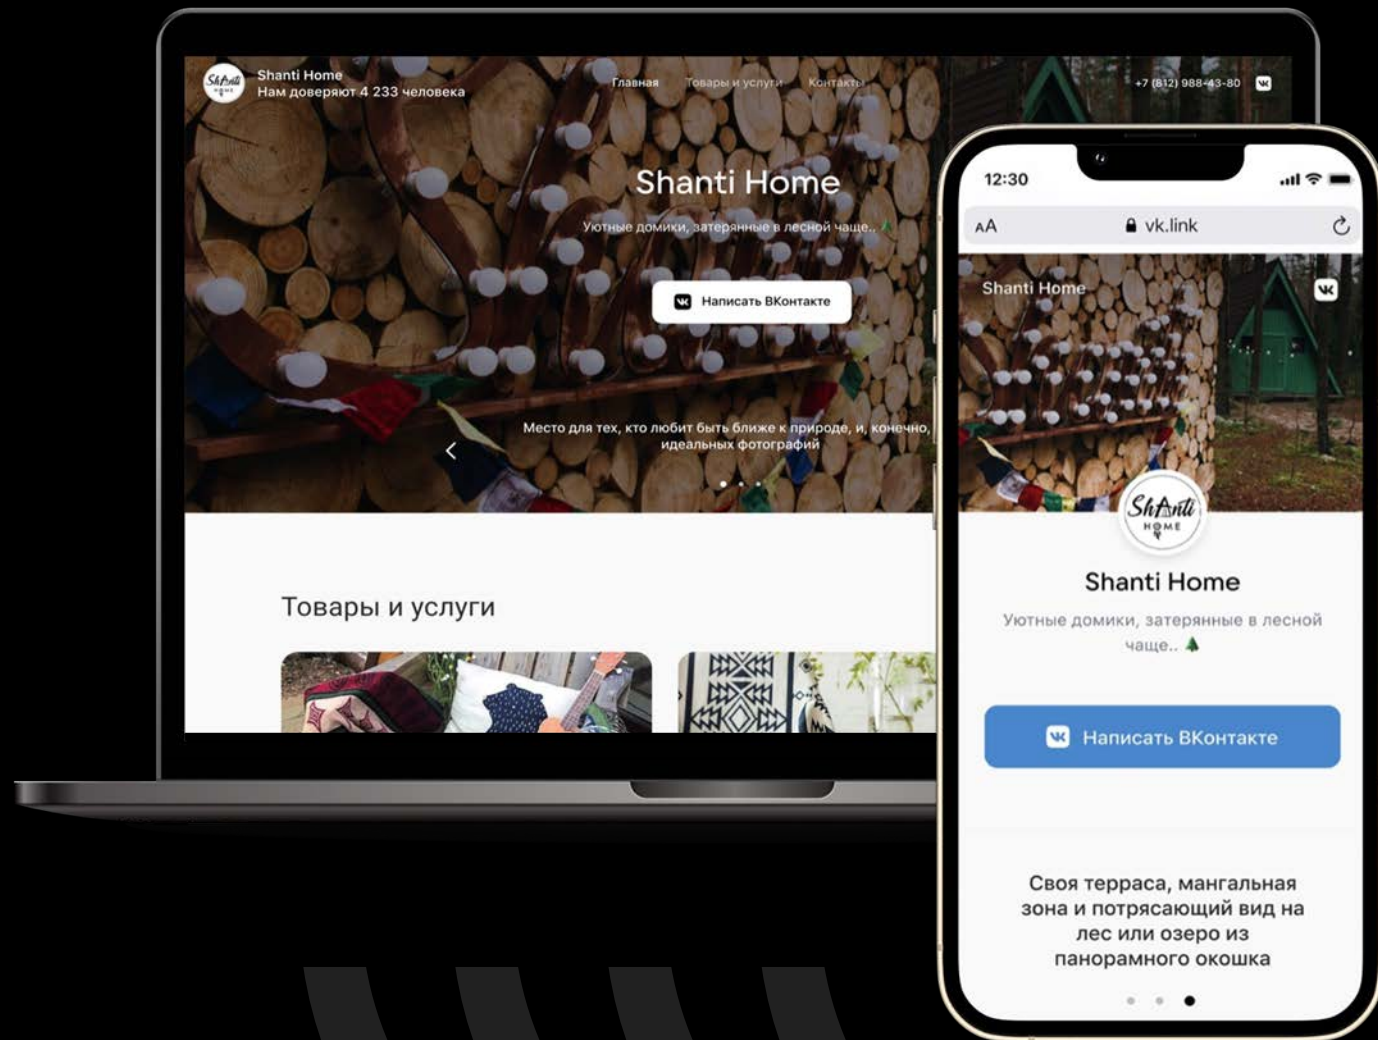 Shanti
HOME
Shanti Home
Нам доверяют 4 233 человека
Главная
Товары и услуги
Контакты
+7 (812) 988-43-80
Shanti Home
Уютные домики, затерянные в лесной чаще..
Написать ВКонтакте
Место для тех, кто любит быть ближе к природе, и, конечно,
идеальных фотографий
Товары и услуги
12:30
AA
vk.link
Shanti Home
Shanti
HOME
Shanti Home
Уютные домики, затерянные в лесной
чаще..
Написать ВКонтакте
Своя терраса, мангальная
зона и потрясающий вид на
лес или озеро из
панорамного окошка